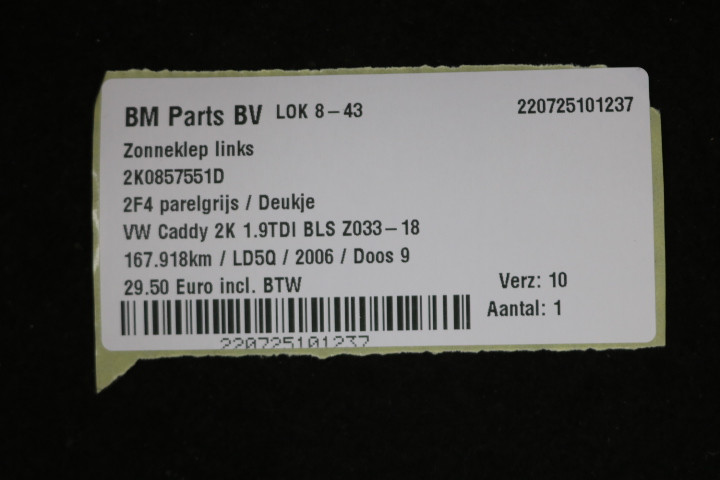 BM Parts BV LOK 8-43 220725101237
Zonneklep links
2K0857551D
2F4 parelgrijs / Deukje
VW Caddy 2K 1.9TDI BLS Z033-18
167.918km / LD5Q / 2006 / Doos 9
29.50 Euro incl. BTW Verz: 10
Aantal: 1
220725101237